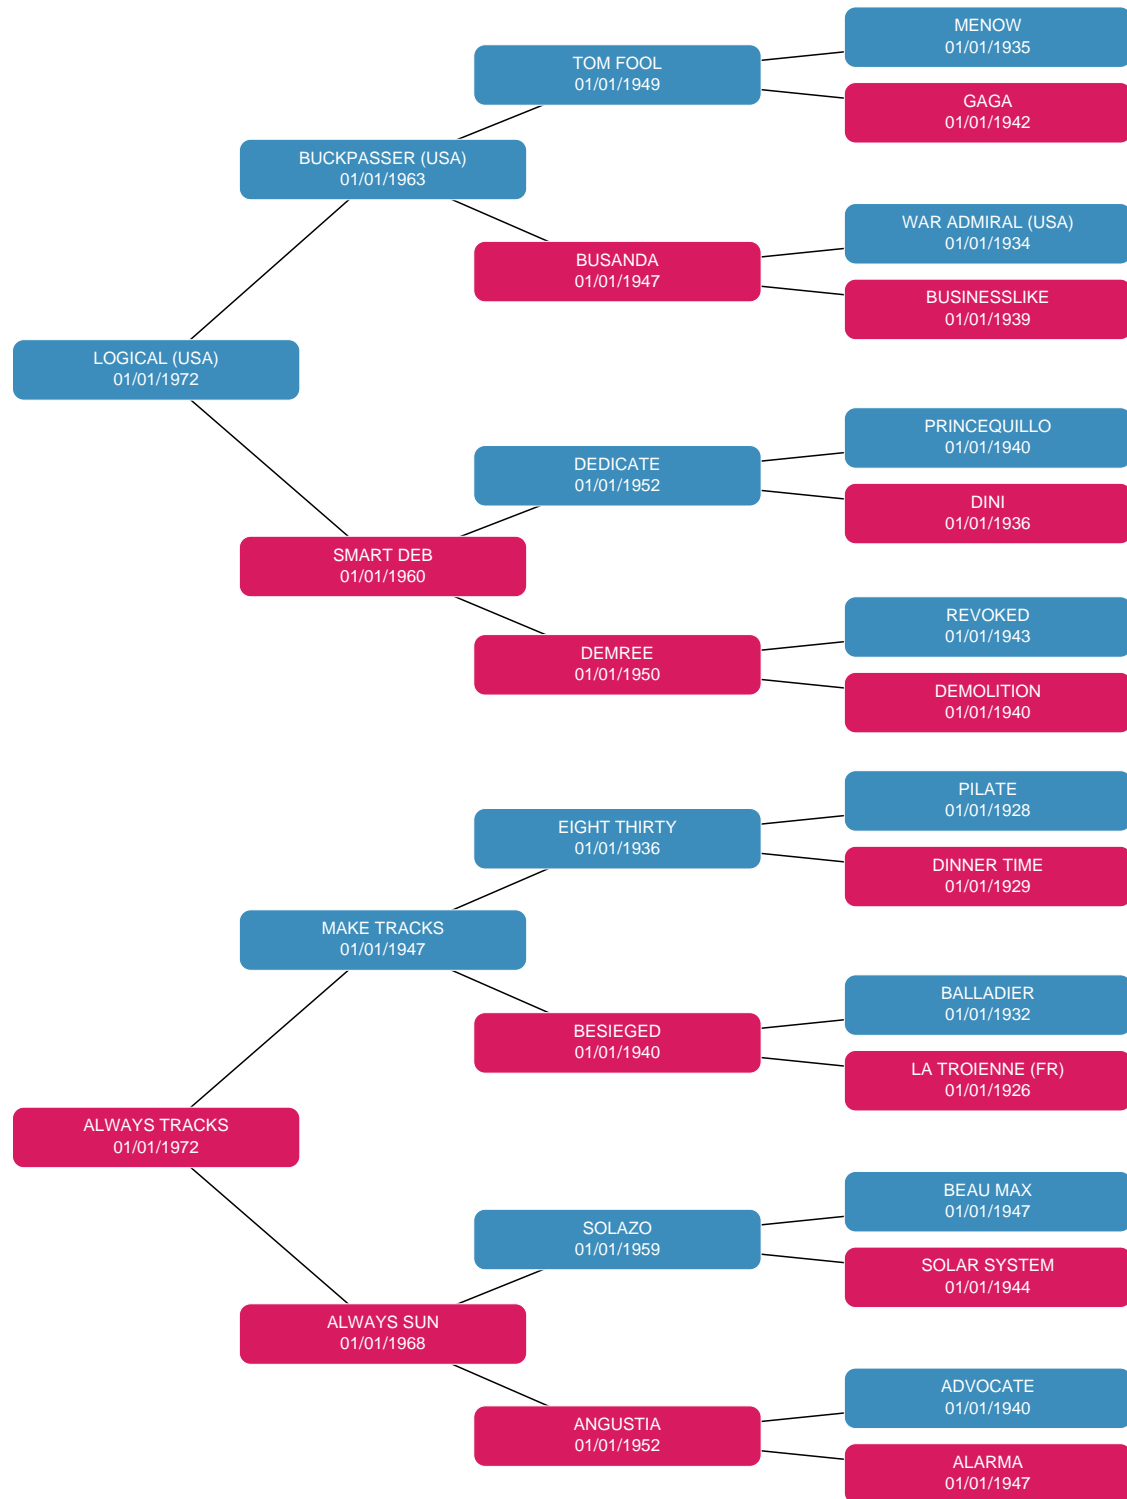 MENOW
01/01/1935
TOM FOOL
01/01/1949
GAGA
01/01/1942
BUCKPASSER (USA)
01/01/1963
WAR ADMIRAL (USA)
01/01/1934
BUSANDA
01/01/1947
BUSINESSLIKE
01/01/1939
LOGICAL (USA)
01/01/1972
PRINCEQUILLO
01/01/1940
DEDICATE
01/01/1952
DINI
01/01/1936
SMART DEB
01/01/1960
REVOKED
01/01/1943
DEMREE
01/01/1950
DEMOLITION
01/01/1940
PILATE
01/01/1928
EIGHT THIRTY
01/01/1936
DINNER TIME
01/01/1929
MAKE TRACKS
01/01/1947
BALLADIER
01/01/1932
BESIEGED
01/01/1940
LA TROIENNE (FR)
01/01/1926
ALWAYS TRACKS
01/01/1972
BEAU MAX
01/01/1947
SOLAZO
01/01/1959
SOLAR SYSTEM
01/01/1944
ALWAYS SUN
01/01/1968
ADVOCATE
01/01/1940
ANGUSTIA
01/01/1952
ALARMA
01/01/1947